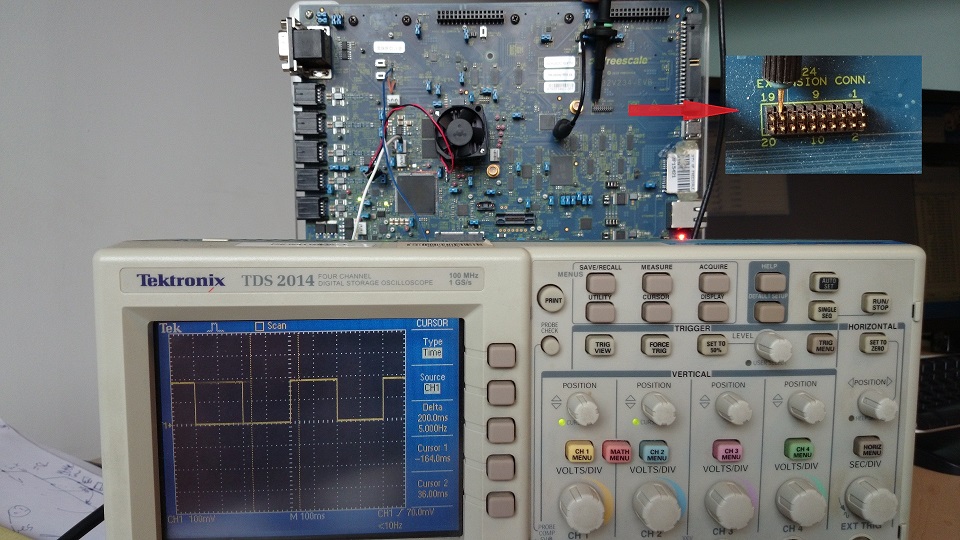 freescale
24
EXTENSION CONN.
19 9 1
20 10 2
Tektronix TDS 2014 FOUR CHANNEL
DIGITAL STORAGE OSCILLOSCOPE
100 MHz
1 GS/s
Tek
Scan
CURSOR
Type
Time
Source
CH1
Delta
200.0ms
5.000Hz
Cursor 1
-164.0ms
Cursor 2
36.00ms
CH1 100mV
M 100ms
CH1 / 70.0mV
<10Hz
MENUS
SAVE/RECALL
MEASURE
ACQUIRE
HELP
UTILITY
CURSOR
DISPLAY
DEFAULT SETUP
AUTO
SET
SINGLE
SEQ
RUN/
STOP
PRINT
PROBE
CHECK
TRIGGER
TRIG
VIEW
FORCE
TRIG
SET TO
50%
LEVEL
TRIG
MENU
HORIZONTAL
SET TO
ZERO
VERTICAL
POSITION
POSITION
POSITION
POSITION
POSITION
CH 1
MENU
MATH
MENU
CH 2
MENU
CH 3
MENU
CH 4
MENU
HORIZ
MENU
VOLTS/DIV
VOLTS/DIV
VOLTS/DIV
VOLTS/DIV
SEC/DIV
PROBE
COMP
CH 1
CH 2
CH 3
CH 4
EXT TRIG